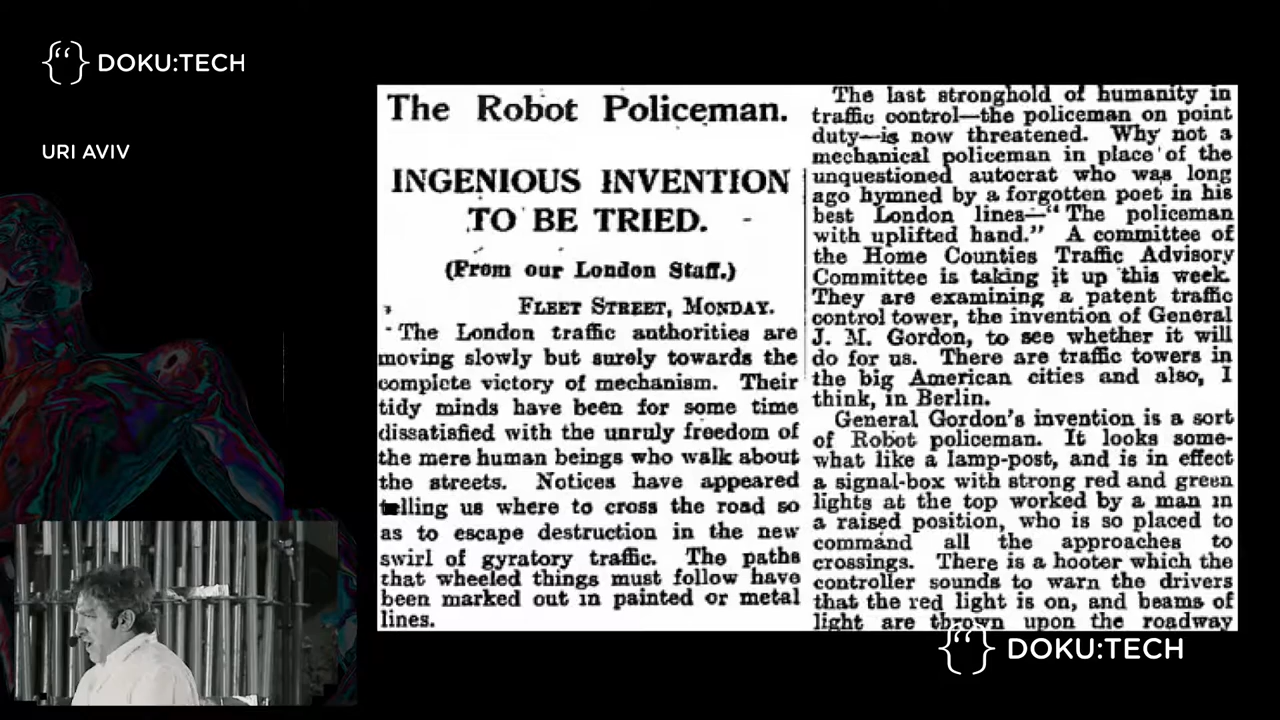 DOKU:TECH
URI AVIV
The Robot Policeman.
INGENIOUS INVENTION
TO BE TRIED.
(From our London Staff.)
FLEET STREET, MONDAY.
The London traffic authorities are
moving slowly but surely towards the
complete victory of mechanism. Their
tidy minds have been for some time
dissatisfied with the unruly freedom of
the mere human beings who walk about
the streets. Notices have appeared
telling us where to cross the road so
as to escape destruction in the new
swirl of gyratory traffic. The paths
that wheeled things must follow have
been marked out in painted or metal
lines.
The last stronghold of humanity in
traffic control—the policeman on point
duty—is now threatened. Why not a
mechanical policeman in place of the
unquestioned autocrat who was long
ago hymned by a forgotten poet in his
best London lines—“The policeman
with uplifted hand.” A committee of
the Home Counties Traffic Advisory
Committee is taking it up this week.
They are examining a patent traffic
control tower, the invention of General
J. M. Gordon, to see whether it will
do for us. There are traffic towers in
the big American cities and also, I
think, in Berlin.
General Gordon's invention is a sort
of Robot policeman. It looks some-
what like a lamp-post, and is in effect
a signal-box with strong red and green
lights at the top worked by a man in
a raised position, who is so placed to
command all the approaches to
crossings. There is a hooter which the
controller sounds to warn the drivers
that the red light is on, and beams of
light are thrown upon the roadway
DOKU:TECH